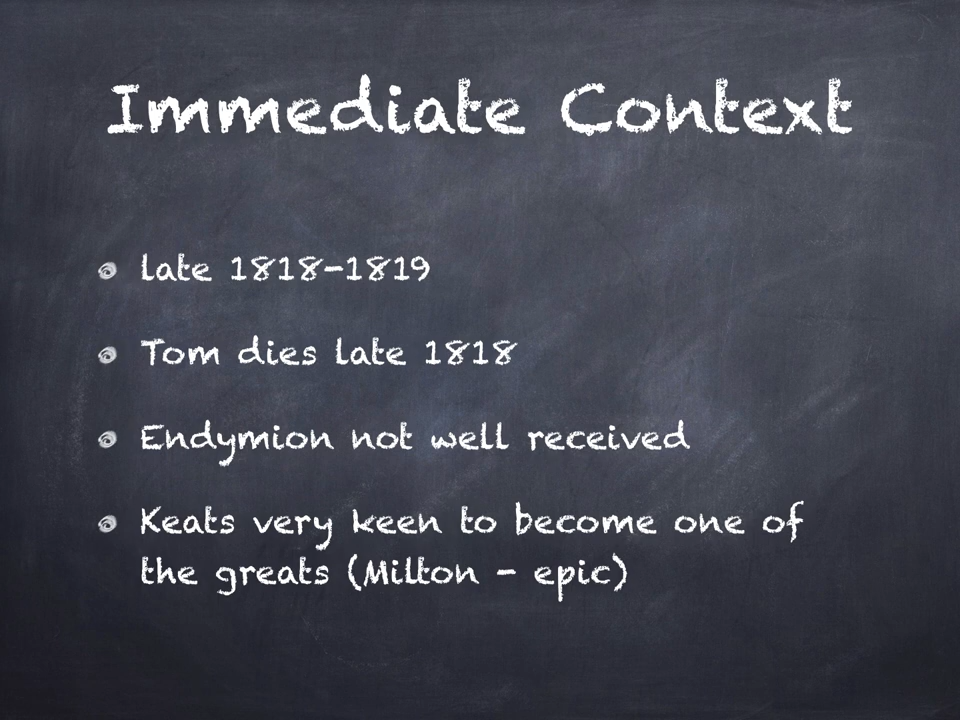 Immediate Context
late 1818-1819
Tom dies late 1818
Endymion not well received
Keats very keen to become one of
the greats (Milton - epic)